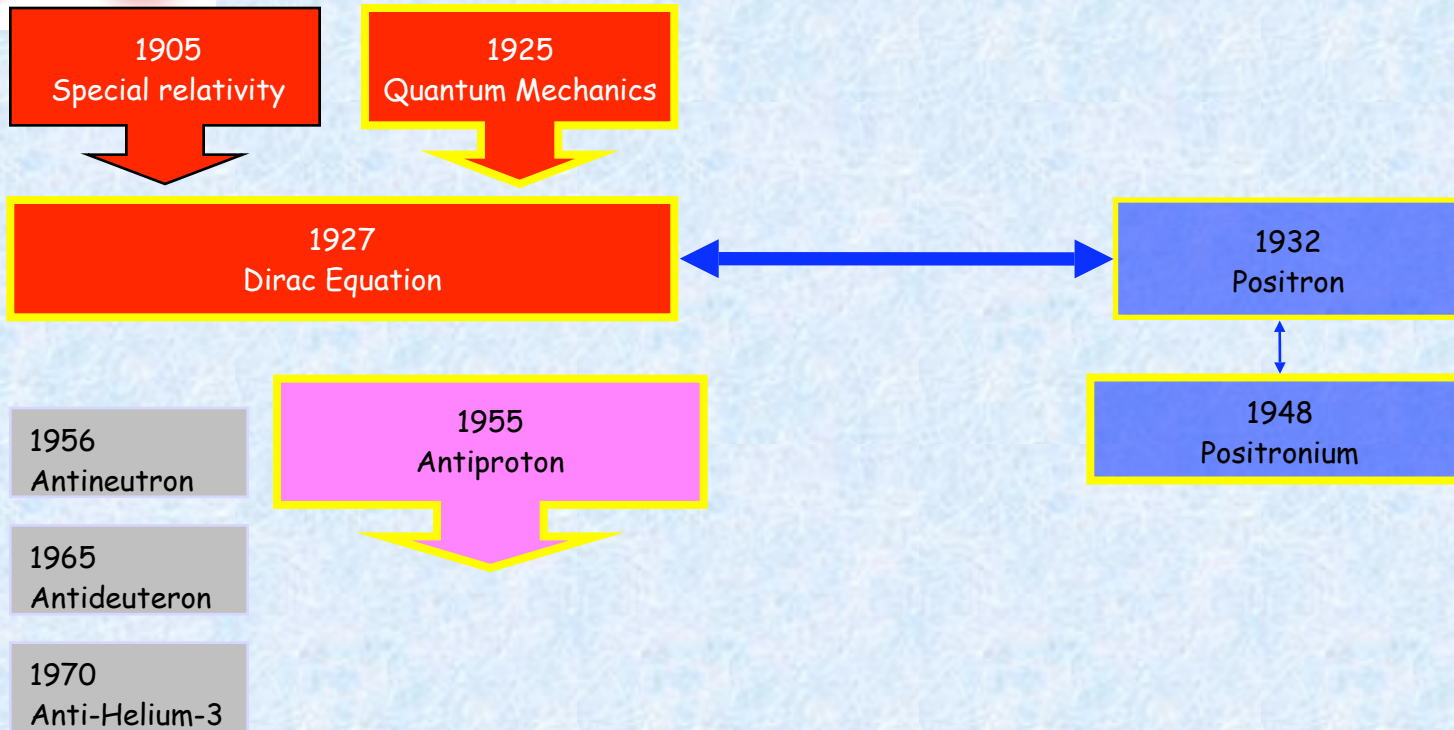 1905
Special relativity
1925
Quantum Mechanics
1927
Dirac Equation
1932
Positron
1948
Positronium
1955
Antiproton
1956
Antineutron
1965
Antideuteron
1970
Anti-Helium-3